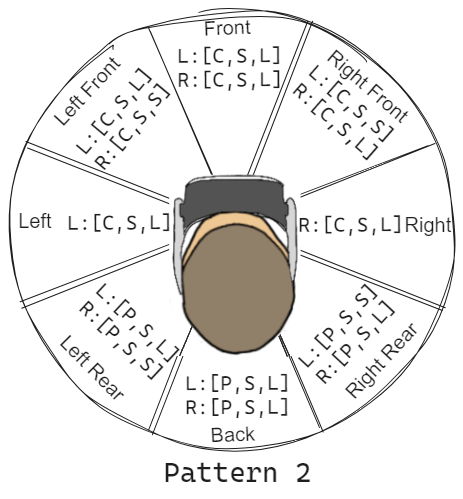 Front
L:[C,S,L]
R:[C,S,L]
Left Front
L:[C,S,L]
R:[C,S,S]
Right Front
L:[C,S,S]
R:[C,S,L]
Left L:[C,S,L]
R:[C,S,L] Right
L:[P,S,L]
R:[P,S,S]
Left Rear
L:[P,S,S]
R:[P,S,L]
Right Rear
L:[P,S,L]
R:[P,S,L]
Back
Pattern 2